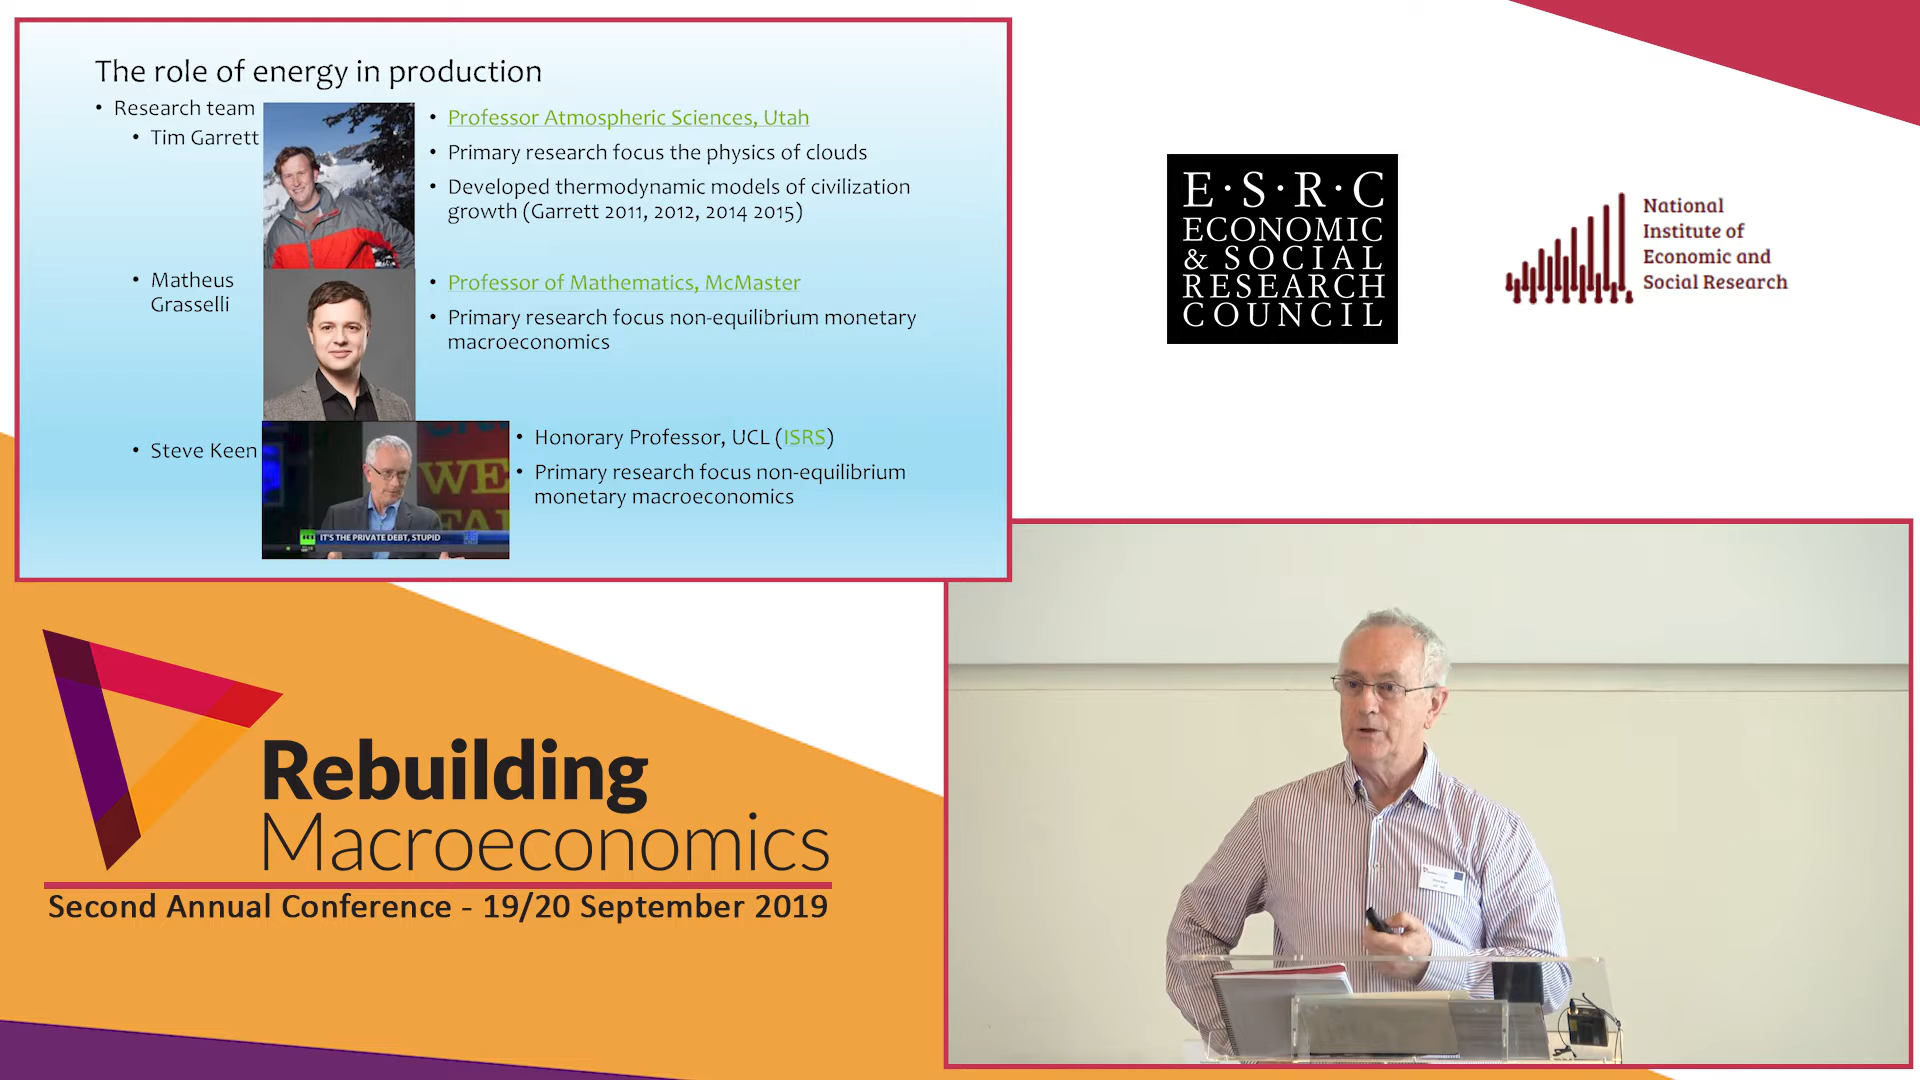 The role of energy in production
• Research team
• Tim Garrett
• Professor Atmospheric Sciences, Utah
• Primary research focus the physics of clouds
• Developed thermodynamic models of civilization
growth (Garrett 2011, 2012, 2014 2015)
• Matheus
Grasselli
• Professor of Mathematics, McMaster
• Primary research focus non-equilibrium monetary
macroeconomics
• Steve Keen
WE
IT'S THE PRIVATE DEBT, STUPID
• Honorary Professor, UCL (ISRS)
• Primary research focus non-equilibrium
monetary macroeconomics
E·S·R·C
ECONOMIC
& SOCIAL
RESEARCH
COUNCIL
National
Institute of
Economic and
Social Research
Rebuilding
Macroeconomics
Second Annual Conference - 19/20 September 2019